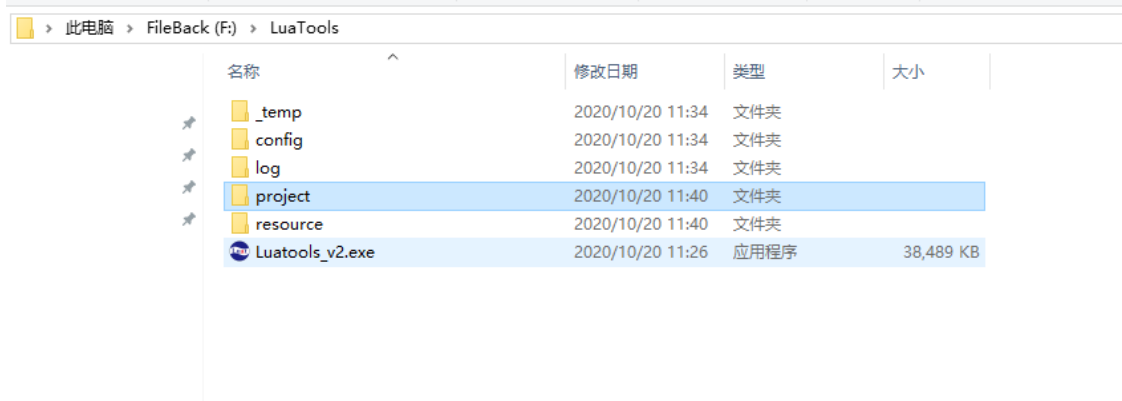 › 此电脑 › FileBack (F:) › LuaTools
名称 修改日期 类型 大小
_temp 2020/10/20 11:34 文件夹
config 2020/10/20 11:34 文件夹
log 2020/10/20 11:34 文件夹
project 2020/10/20 11:40 文件夹
resource 2020/10/20 11:40 文件夹
Luatools_v2.exe 2020/10/20 11:26 应用程序 38,489 KB